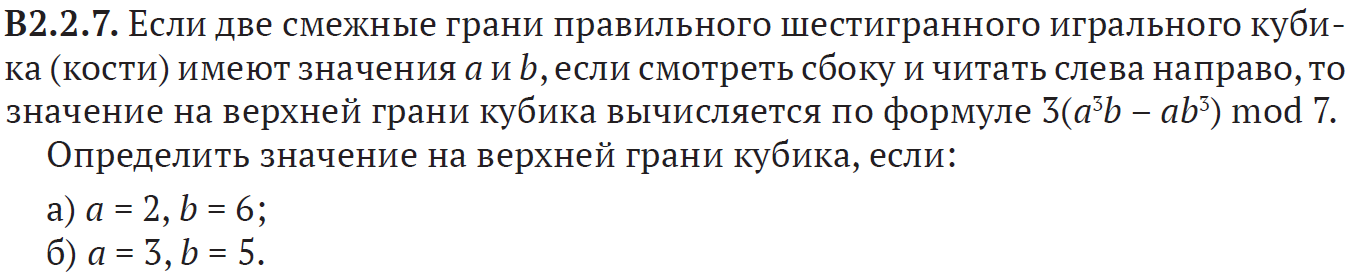 В2.2.7. Если две смежные грани правильного шестигранного игрального куби-
ка (кости) имеют значения a и b, если смотреть сбоку и читать слева направо, то
значение на верхней грани кубика вычисляется по формуле 3(a³b – ab³) mod 7.
Определить значение на верхней грани кубика, если:
а) a = 2, b = 6;
б) a = 3, b = 5.